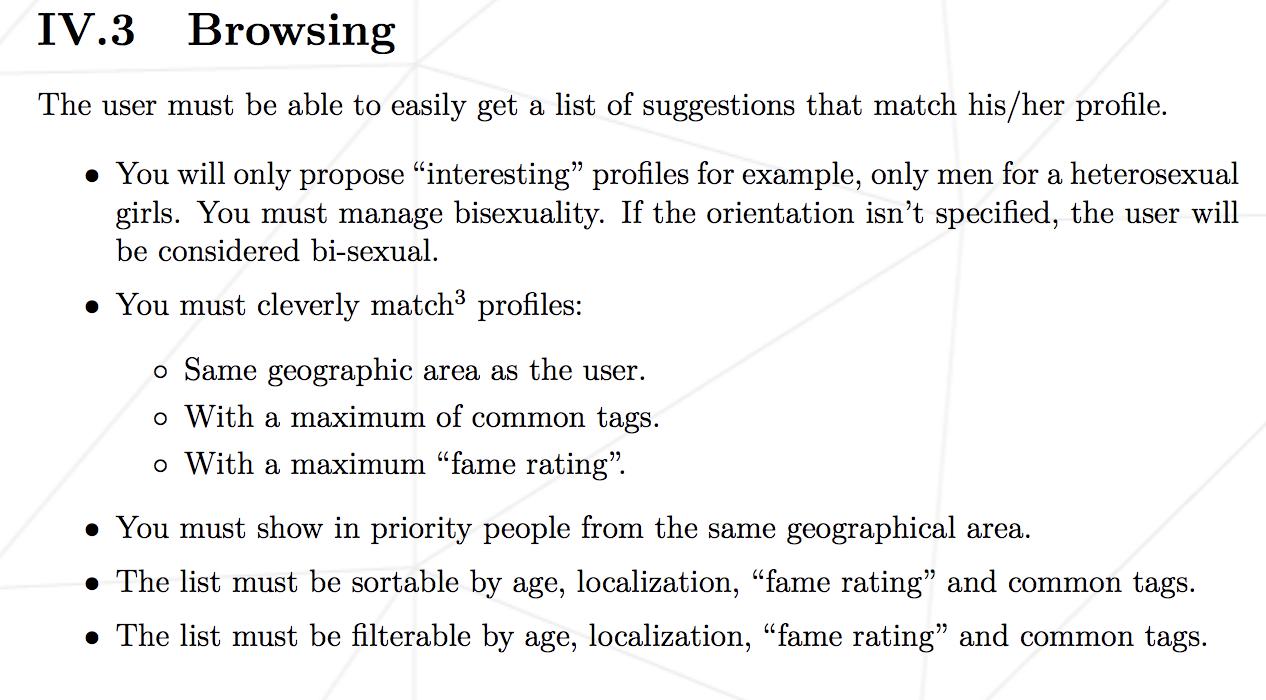 IV.3 Browsing
The user must be able to easily get a list of suggestions that match his/her profile.
• You will only propose “interesting” profiles for example, only men for a heterosexual
girls. You must manage bisexuality. If the orientation isn’t specified, the user will
be considered bi-sexual.
• You must cleverly match³ profiles:
◦ Same geographic area as the user.
◦ With a maximum of common tags.
◦ With a maximum “fame rating”.
• You must show in priority people from the same geographical area.
• The list must be sortable by age, localization, “fame rating” and common tags.
• The list must be filterable by age, localization, “fame rating” and common tags.